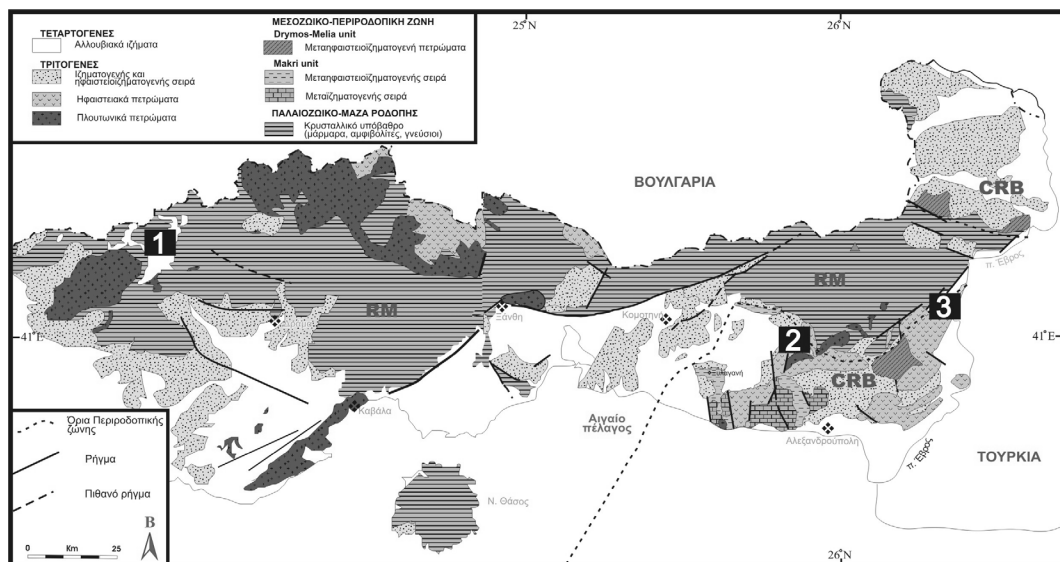 ΤΕΤΑΡΤΟΓΕΝΕΣ
Αλλουβιακά ιζήματα
ΤΡΙΤΟΓΕΝΕΣ
Ιζηματογενής και
ηφαιστειοϊζηματογενή σειρά
Ηφαιστειακά πετρώματα
Πλουτωνικά πετρώματα
ΜΕΣΟΖΩΙΚΟ-ΠΕΡΙΡΟΔΟΠΙΚΗ ΖΩΝΗ
Drymos-Melia unit
Μεταηφαιστειοϊζηματογενή πετρώματα
Makri unit
Μεταηφαιστειοϊζηματογενής σειρά
Μεταϊζηματογενής σειρά
ΠΑΛΑΙΟΖΩΙΚΟ-ΜΑΖΑ ΡΟΔΟΠΗΣ
Κρυσταλλικό υπόβαθρο
(μάρμαρα, αμφιβολίτες, γνεύσιοι)
25
26
N
ΒΟΥΛΓΑΡΙΑ
CRB
π. Έβρος
1
RM
RM
Ξάνθη
Κομοτηνή
3
2
41 E
41 E
CRB
Καβάλα
Αιγαίο
πέλαγος
Αλεξανδρούπολη
π. Έβρος
ΤΟΥΡΚΙΑ
Ν. Θάσος
Όρια Περιροδοπικής
ζώνης
Ρήγμα
Πιθανό ρήγμα
B
0 Km 25
26
N